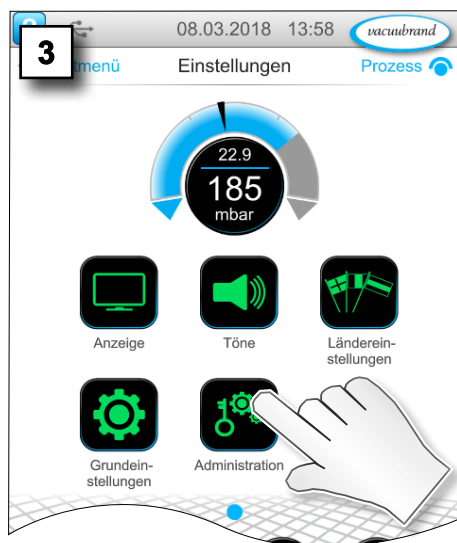 08.03.2018 13:58 vacuubrand
3
tmenü Einstellungen Prozess
22.9
185
mbar
Anzeige Töne Länderein-
stellungen
Grundein-
stellungen
Administration